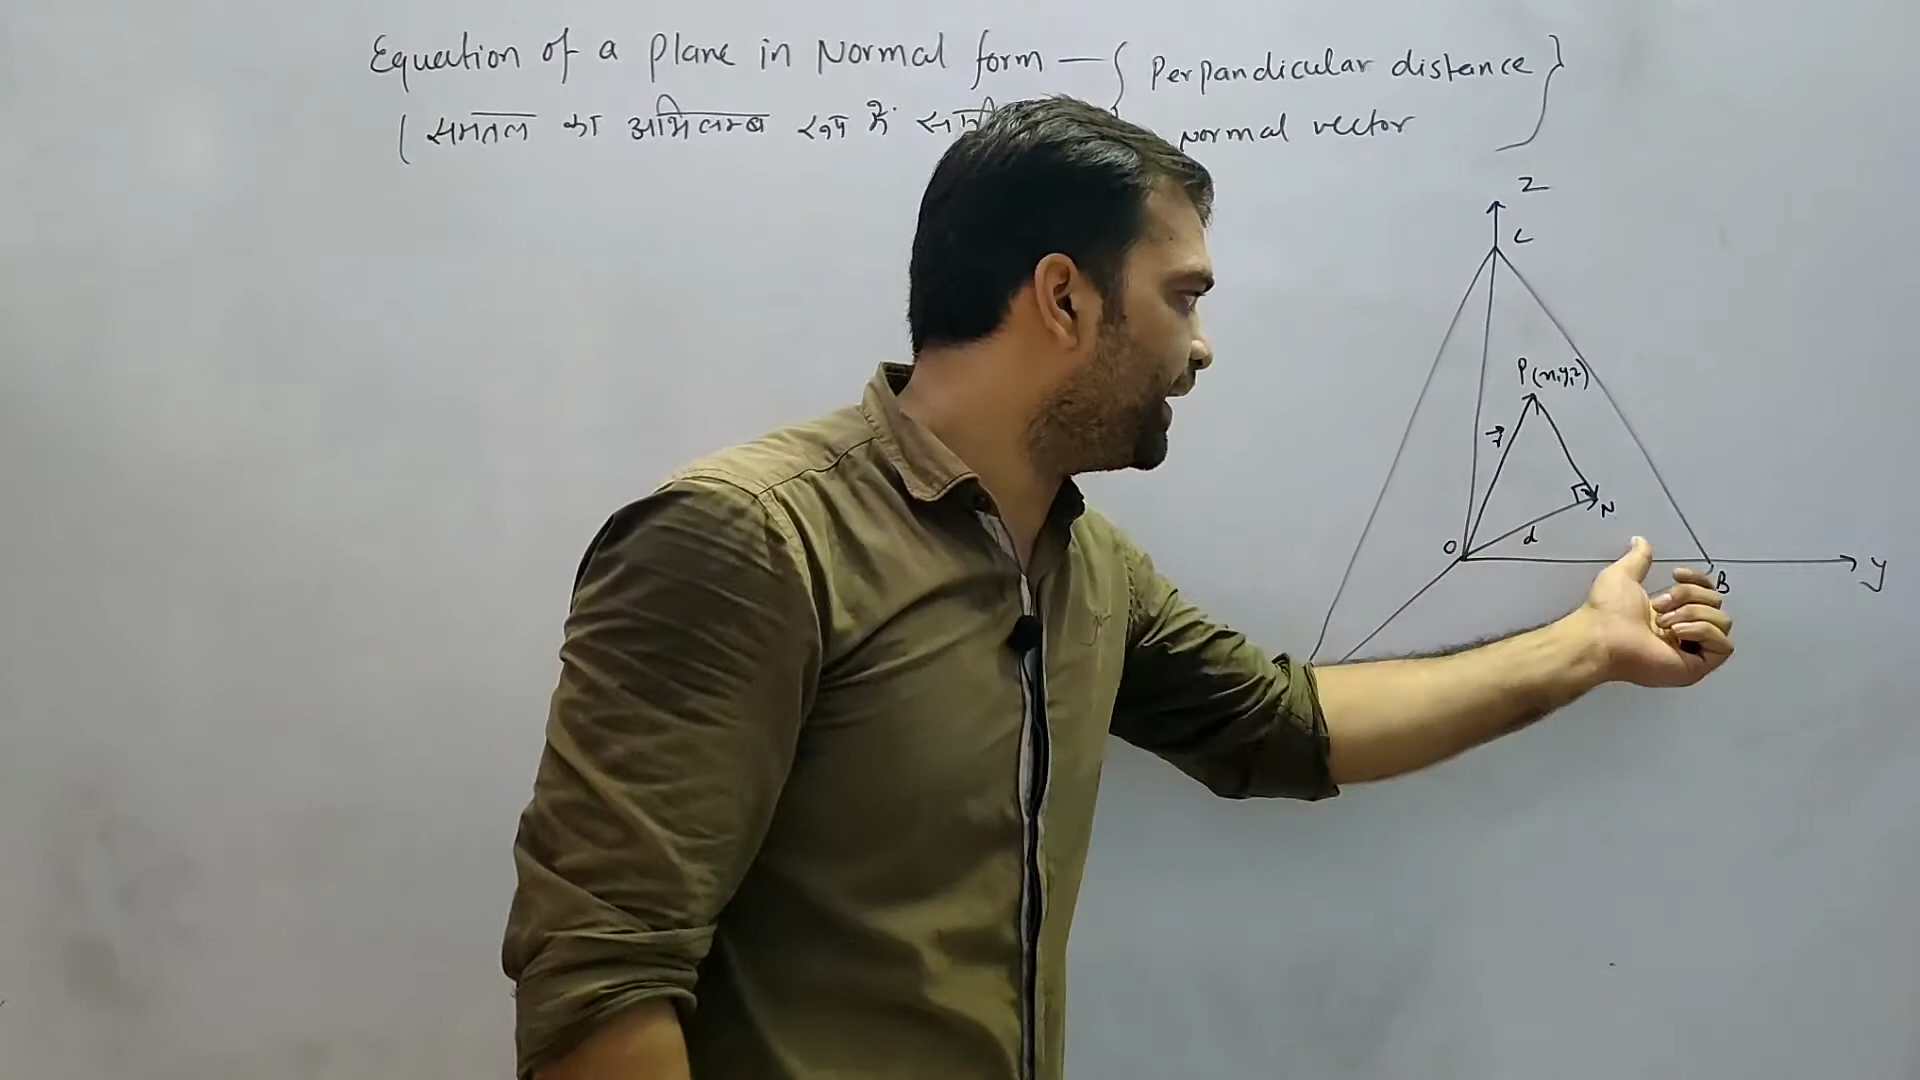 Equation of a plane in Normal form — { Perpandicular distance }
( समतल का अभिलम्ब रूप में normal vector
Z
C
P(x,y,z)
r
N
O
d
B
y